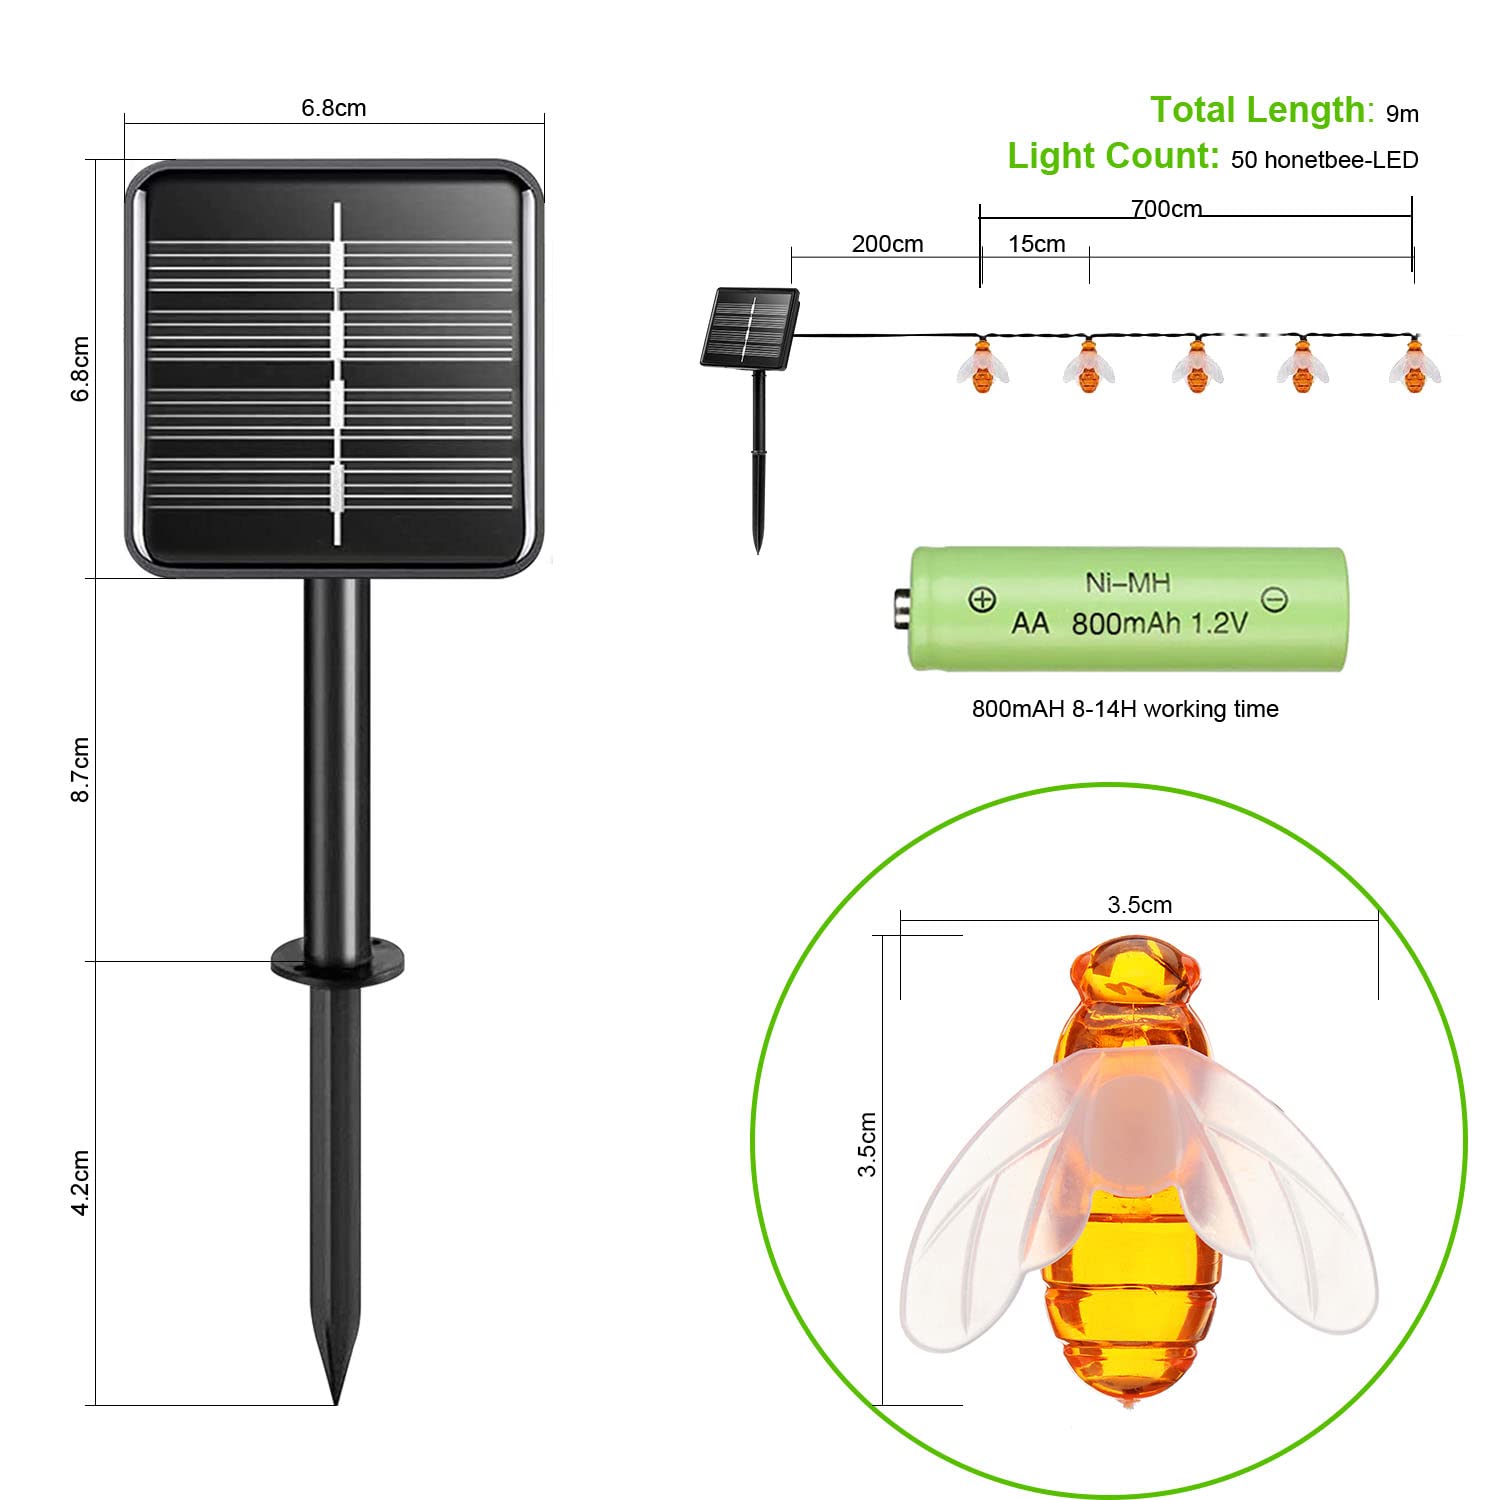 6.8cm
6.8cm
8.7cm
4.2cm
Total Length: 9m
Light Count: 50 honetbee-LED
700cm
200cm
15cm
Ni-MH
AA 800mAh 1.2V
800mAH 8-14H working time
3.5cm
3.5cm